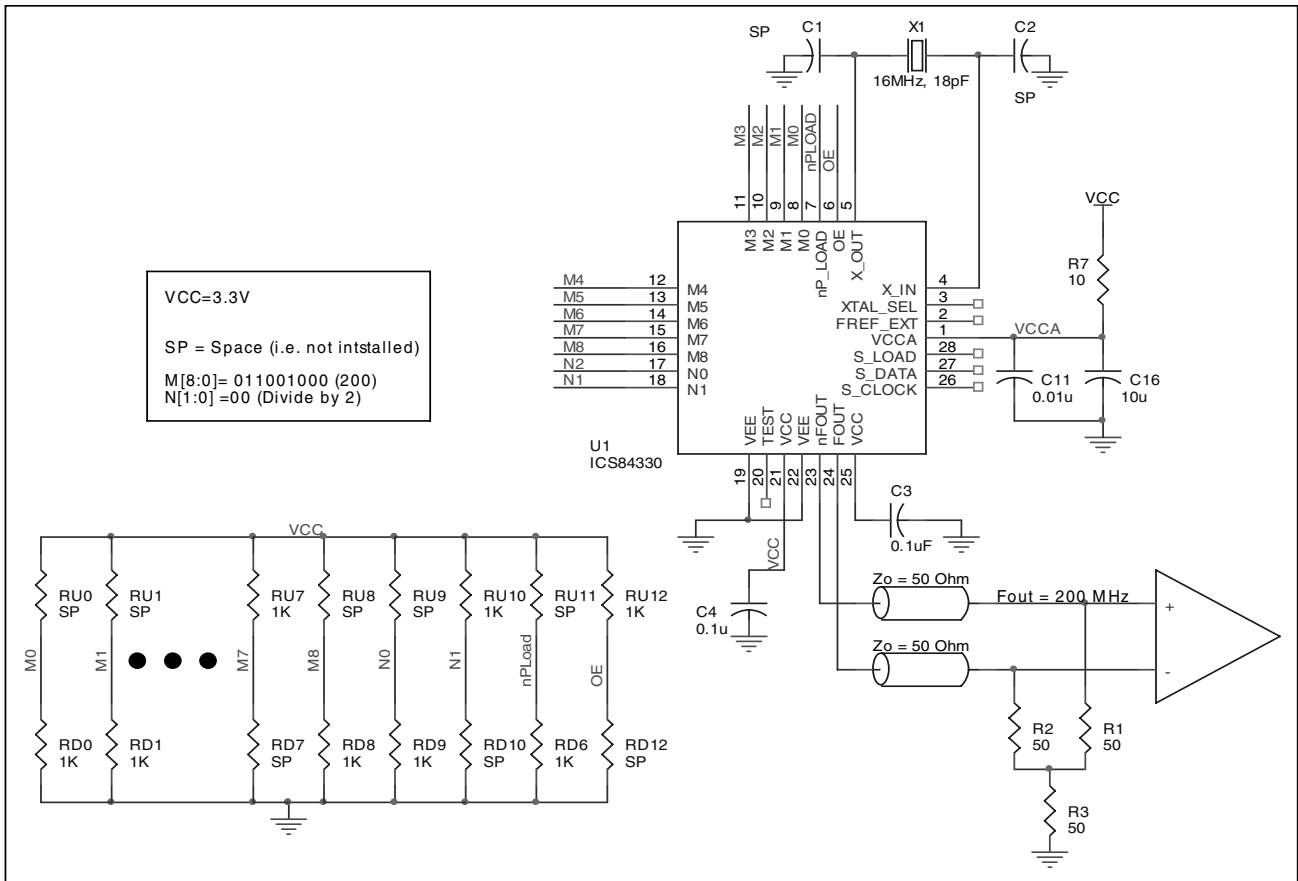 SP
C1
X1
C2
16MHz, 18pF
SP
M3
M2
M1
M0
nPLOAD
OE
11
10
9
8
7
6
5
M3
M2
M1
M0
nP_LOAD
OE
X_OUT
VCC
R7
10
VCC=3.3V
SP = Space (i.e. not intstalled)
M[8:0]= 011001000 (200)
N[1:0] =00 (Divide by 2)
M4 12 M4
M5 13 M5
M6 14 M6
M7 15 M7
M8 16 M8
N2 17 N0
N1 18 N1
X_IN 4
XTAL_SEL 3
FREF_EXT 2
VCCA 1 VCCA
S_LOAD 28
S_DATA 27
S_CLOCK 26
C11
0.01u
C16
10u
VEE
TEST
VCC
VEE
nFOUT
FOUT
VCC
U1
ICS84330
19
20
21
22
23
24
25
C3
0.1uF
VCC
C4
0.1u
Zo = 50 Ohm
Fout = 200 MHz
+
Zo = 50 Ohm
-
R2
50
R1
50
R3
50
VCC
RU0
SP
RU1
SP
RU7
1K
RU8
SP
RU9
SP
RU10
1K
RU11
SP
RU12
1K
M0
M1
M7
M8
N0
N1
nPLoad
OE
RD0
1K
RD1
1K
RD7
SP
RD8
1K
RD9
1K
RD10
SP
RD6
1K
RD12
SP